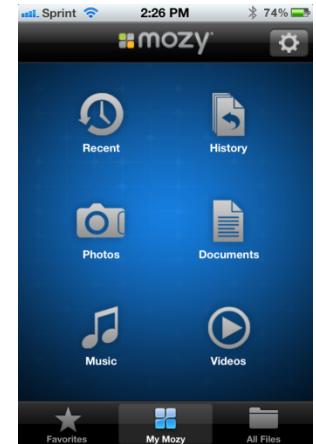 Sprint 2:26 PM 74%
mozy
Recent History
Photos Documents
Music Videos
Favorites My Mozy All Files